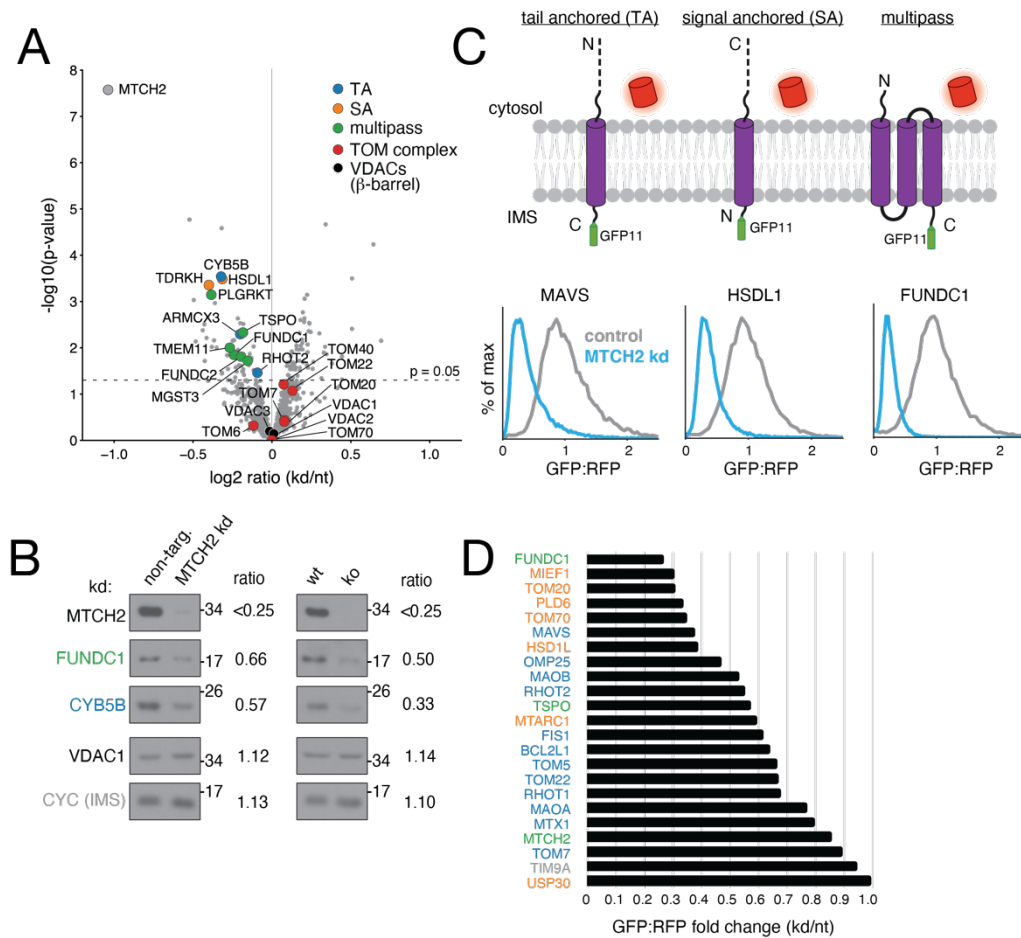 A
8
7
6
5
4
3
2
1
0
-log10(p-value)
MTCH2
TA
SA
multipass
TOM complex
VDACs
(β-barrel)
CYB5B
TDRKH
HSDL1
PLGRKT
ARMCX3
TSPO
FUNDC1
TMEM11
TOM40
RHOT2
TOM22
FUNDC2
p = 0.05
TOM20
MGST3
TOM7
VDAC1
VDAC3
VDAC2
TOM6
TOM70
-1.0
-0.5
0
0.5
1.0
log2 ratio (kd/nt)
B
kd:
non-targ.
MTCH2 kd
ratio
wt
ko
ratio
MTCH2
34
<0.25
34
<0.25
FUNDC1
17
0.66
17
0.50
CYB5B
26
0.57
26
0.33
VDAC1
34
1.12
34
1.14
CYC (IMS)
17
1.13
17
1.10
C
tail anchored (TA)
signal anchored (SA)
multipass
N
C
N
cytosol
IMS
C
GFP11
N
GFP11
GFP11
C
MAVS
HSDL1
FUNDC1
control
MTCH2 kd
% of max
0
1
2
GFP:RFP
0
1
2
GFP:RFP
0
1
2
GFP:RFP
D
FUNDC1
MIEF1
TOM20
PLD6
TOM70
MAVS
HSD1L
OMP25
MAOB
RHOT2
TSPO
MTARC1
FIS1
BCL2L1
TOM5
TOM22
RHOT1
MAOA
MTX1
MTCH2
TOM7
TIM9A
USP30
0
0.1
0.2
0.3
0.4
0.5
0.6
0.7
0.8
0.9
1.0
GFP:RFP fold change (kd/nt)